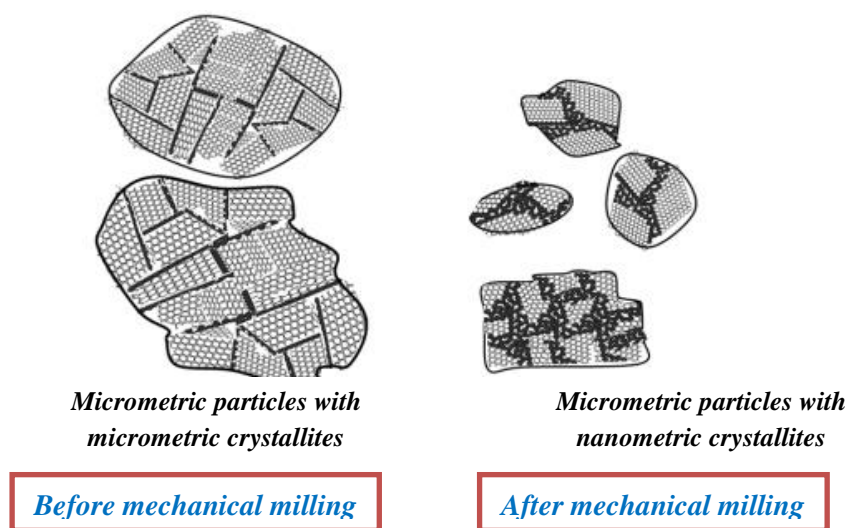 Micrometric particles with
micrometric crystallites
Micrometric particles with
nanometric crystallites
Before mechanical milling
After mechanical milling